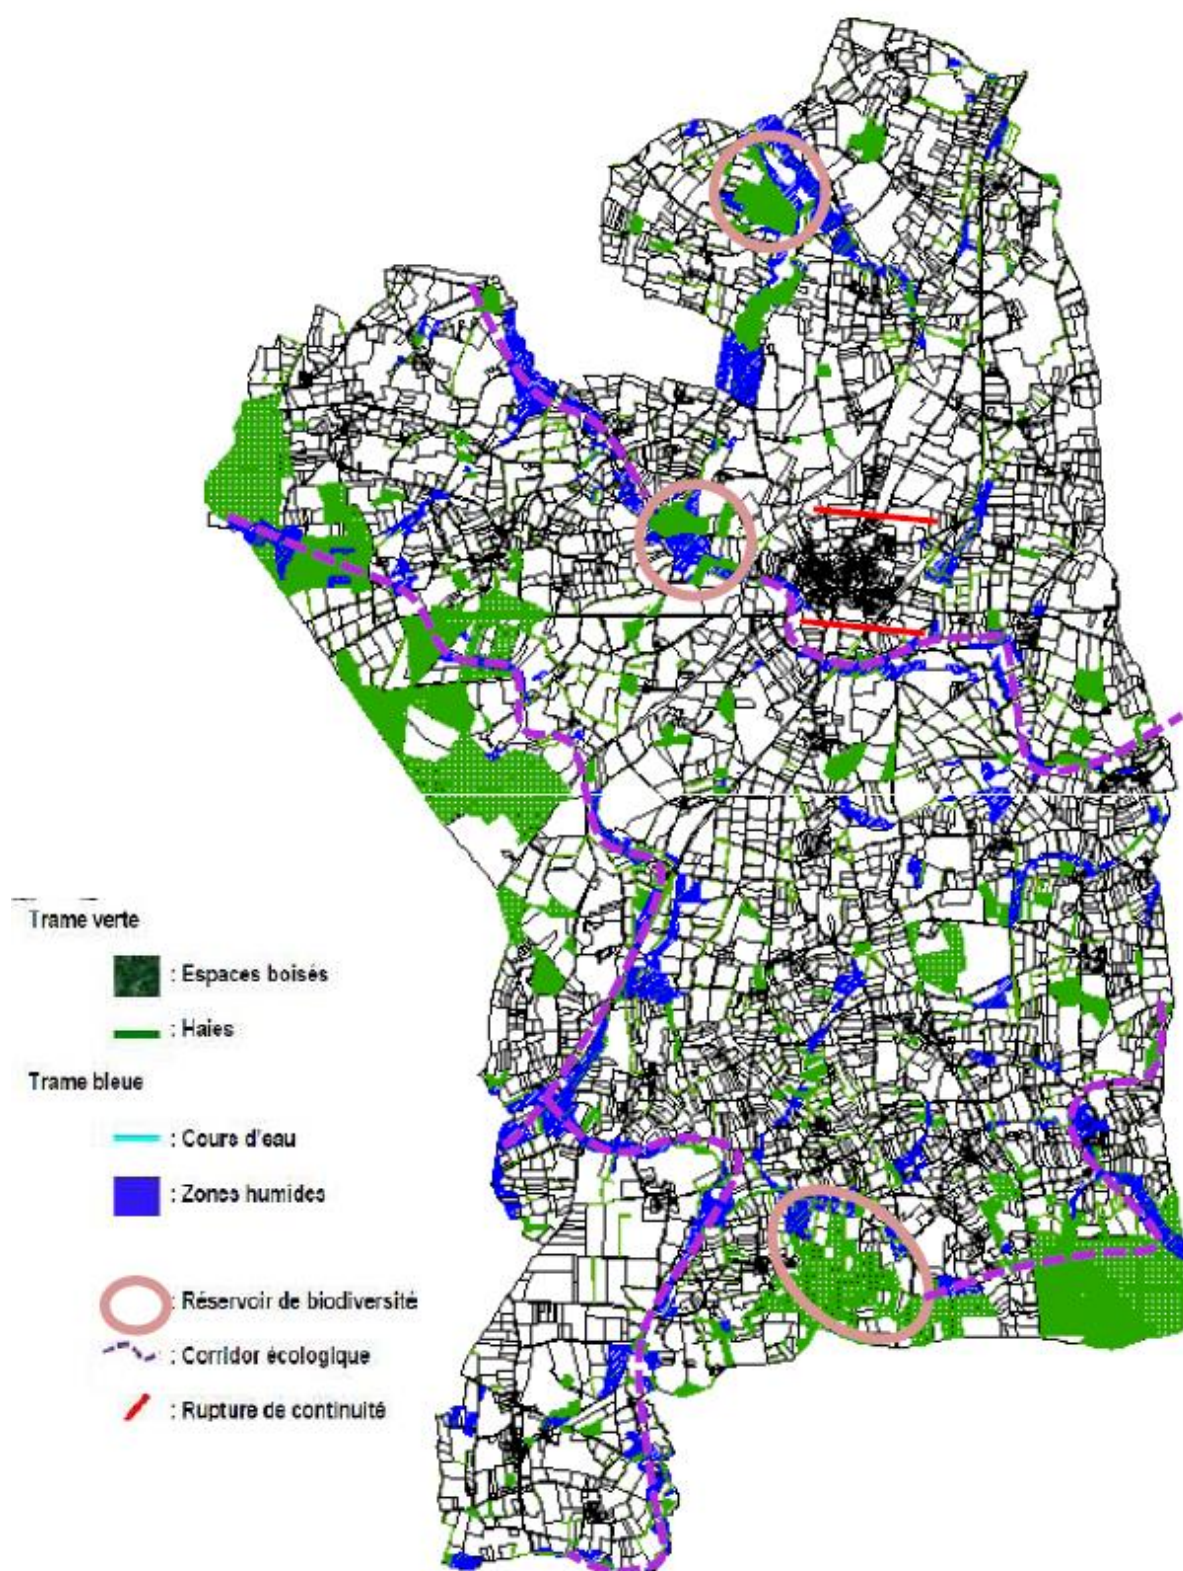 Trame verte
: Espaces boisés
: Haies
Trame bleue
: Cours d'eau
: Zones humides
: Réservoir de biodiversité
: Corridor écologique
: Rupture de continuité